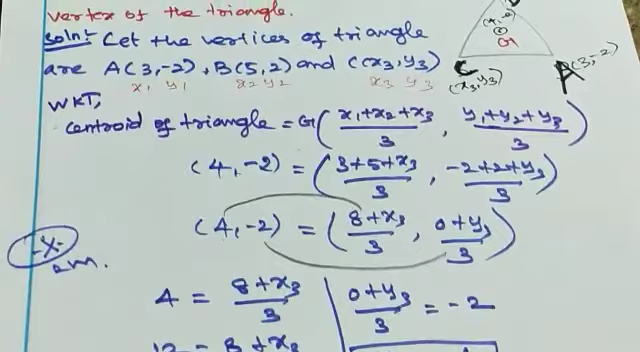 vertex of the triangle.
Soln:- Let the vertices of triangle
are A(3,-2), B(5,2) and C(x3,y3)
x1 y1 x2 y2 x3 y3
WKT,
Centroid of triangle = G(x1+x2+x3/3, y1+y2+y3/3)
(4,-2) = (3+5+x3/3, -2+2+y3/3)
(4,-2) = (8+x3/3, 0+y3/3)
-x-
4 = 8+x3/3
0+y3/3 = -2
12 = 8+x3
G
C
(x3,y3)
A(3,-2)